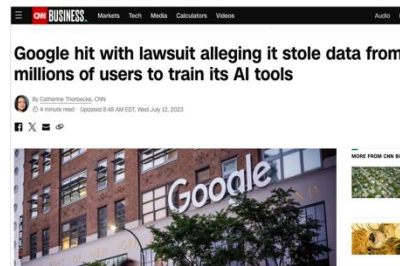 CNN BUSINESS
Markets Tech Media Calculators Videos
Audio
Google hit with lawsuit alleging it stole data from
millions of users to train its AI tools
By Catherine Thorbecke, CNN
4 minute read · Updated 8:48 AM EDT, Wed July 12, 2023
Google
MORE FROM CNN B